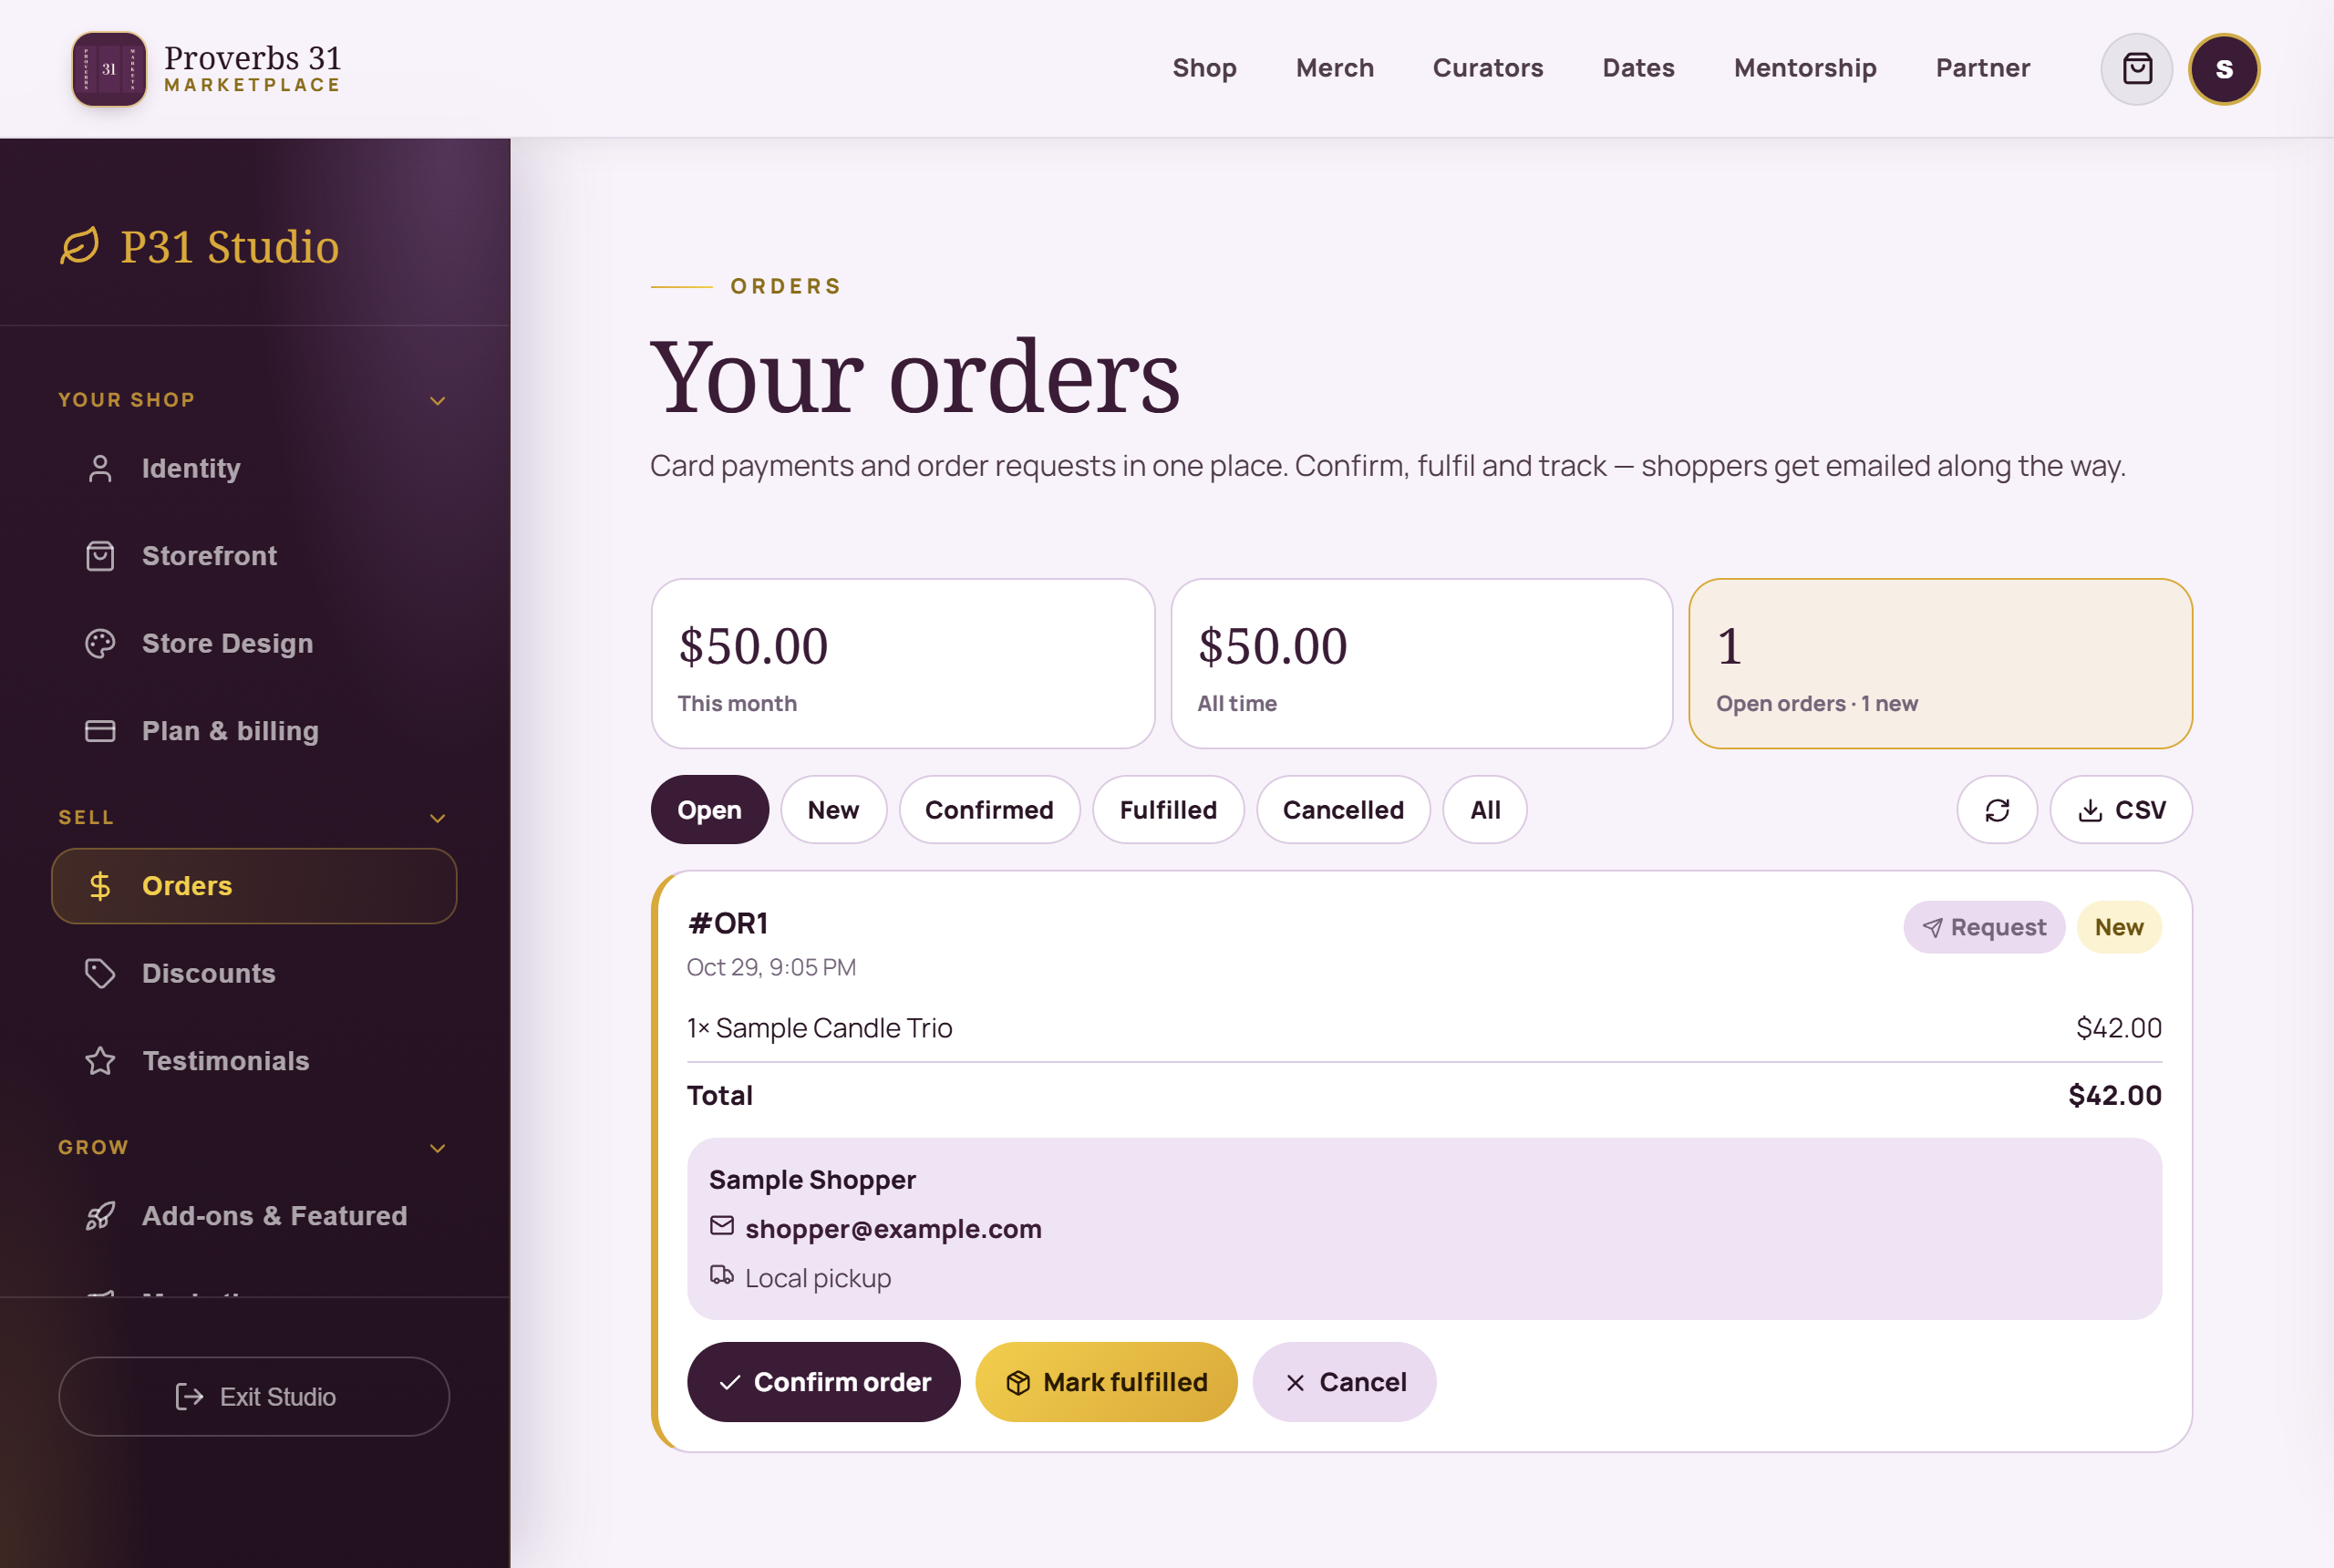 Proverbs 31
MARKETPLACE
31
Shop
Merch
Curators
Dates
Mentorship
Partner
S
P31 Studio
YOUR SHOP
Identity
Storefront
Store Design
Plan & billing
SELL
Orders
Discounts
Testimonials
GROW
Add-ons & Featured
Exit Studio
ORDERS
Your orders
Card payments and order requests in one place. Confirm, fulfil and track — shoppers get emailed along the way.
$50.00
This month
$50.00
All time
1
Open orders · 1 new
Open
New
Confirmed
Fulfilled
Cancelled
All
CSV
#OR1
Request
New
Oct 29, 9:05 PM
1× Sample Candle Trio
$42.00
Total
$42.00
Sample Shopper
shopper@example.com
Local pickup
Confirm order
Mark fulfilled
Cancel